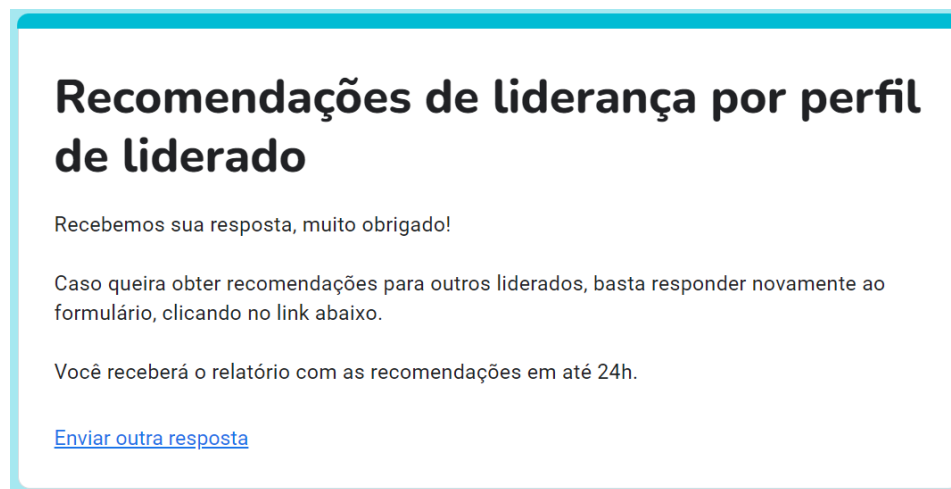 Recomendações de liderança por perfil
de liderado
Recebemos sua resposta, muito obrigado!
Caso queira obter recomendações para outros liderados, basta responder novamente ao
formulário, clicando no link abaixo.
Você receberá o relatório com as recomendações em até 24h.
Enviar outra resposta